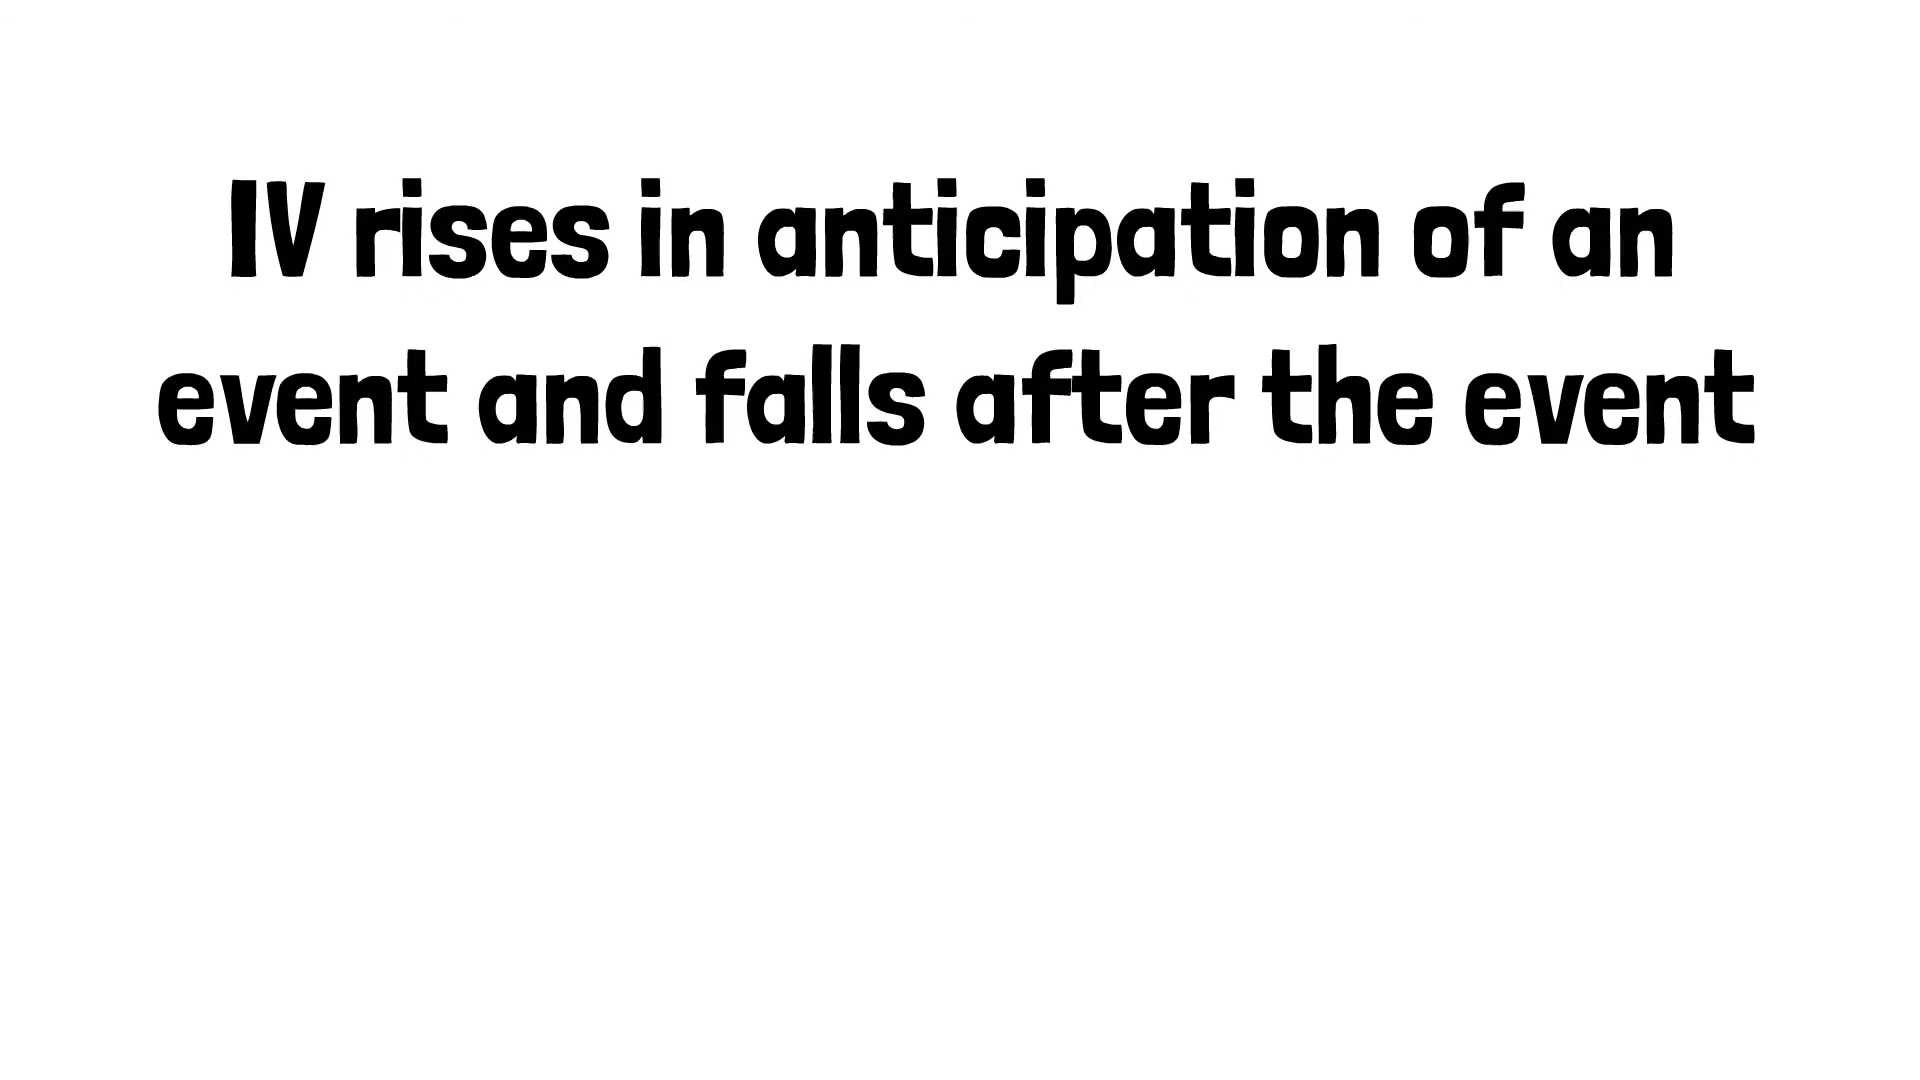 IV rises in anticipation of an
event and falls after the event